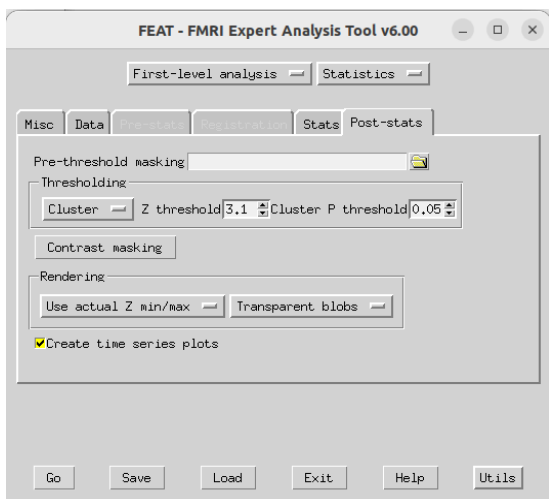 FEAT - FMRI Expert Analysis Tool v6.00
First-level analysis Statistics
Misc Data Pre-stats Registration Stats Post-stats
Pre-threshold masking
Thresholding
Cluster Z threshold 3.1 Cluster P threshold 0.05
Contrast masking
Rendering
Use actual Z min/max Transparent blobs
Create time series plots
Go Save Load Exit Help Utils